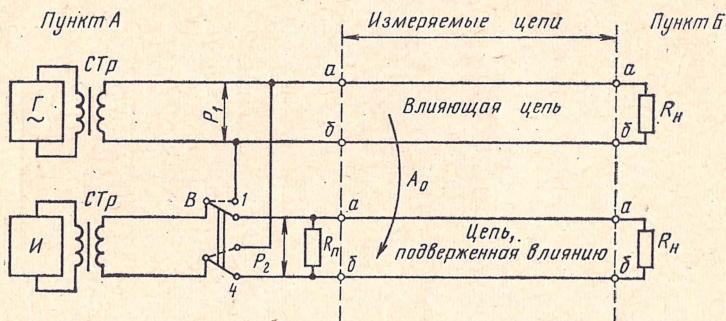 Пункт А
Измеряемые цепи
Пункт Б
СТр
а
а
Г
~
P₁
Влияющая цепь
Rн
б
б
A₀
СТр
В
1
а
а
И
P₂
Rп
Цепь,
подверженная влиянию
Rн
4
б
б